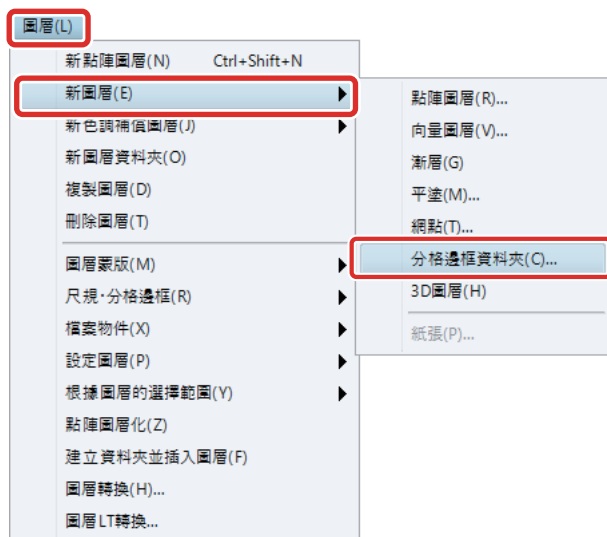 圖層(L)
新點陣圖層(N) Ctrl+Shift+N
新圖層(E)
新色調補償圖層(J)
新圖層資料夾(O)
複製圖層(D)
刪除圖層(T)
圖層蒙版(M)
尺規·分格邊框(R)
檔案物件(X)
設定圖層(P)
根據圖層的選擇範圍(Y)
點陣圖層化(Z)
建立資料夾並插入圖層(F)
圖層轉換(H)...
圖層LT轉換...
點陣圖層(R)...
向量圖層(V)...
漸層(G)
平塗(M)...
網點(T)...
分格邊框資料夾(C)...
3D圖層(H)
紙張(P)...